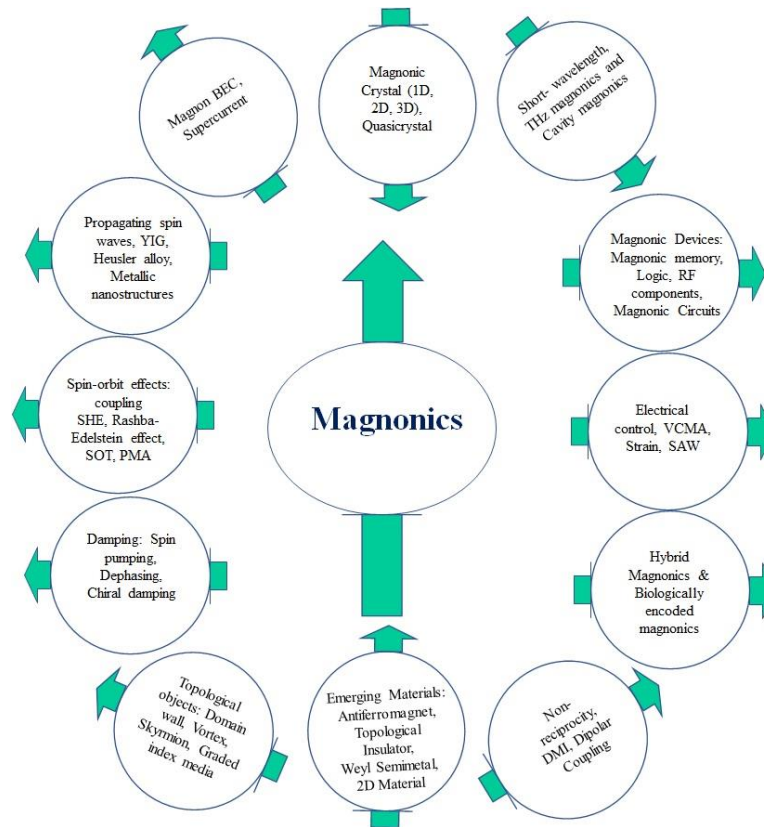 Magnon BEC,
Supercurrent
Magnonic
Crystal (1D,
2D, 3D),
Quasicrystal
Short- wavelength,
THz magnonics and
Cavity magnonics
Propagating spin
waves, YIG,
Heusler alloy,
Metallic
nanostructures
Magnonic Devices:
Magnonic memory,
Logic, RF
components,
Magnonic Circuits
Spin-orbit effects:
coupling
SHE, Rashba-
Edelstein effect,
SOT, PMA
Magnonics
Electrical
control, VCMA,
Strain, SAW
Damping: Spin
pumping,
Dephasing,
Chiral damping
Hybrid
Magnonics &
Biologically
encoded
magnonics
Topological
objects: Domain
wall, Vortex,
Skyrmion, Graded
index media
Emerging Materials:
Antiferromagnet,
Topological
Insulator,
Weyl Semimetal,
2D Material
Non-
reciprocity,
DMI, Dipolar
Coupling